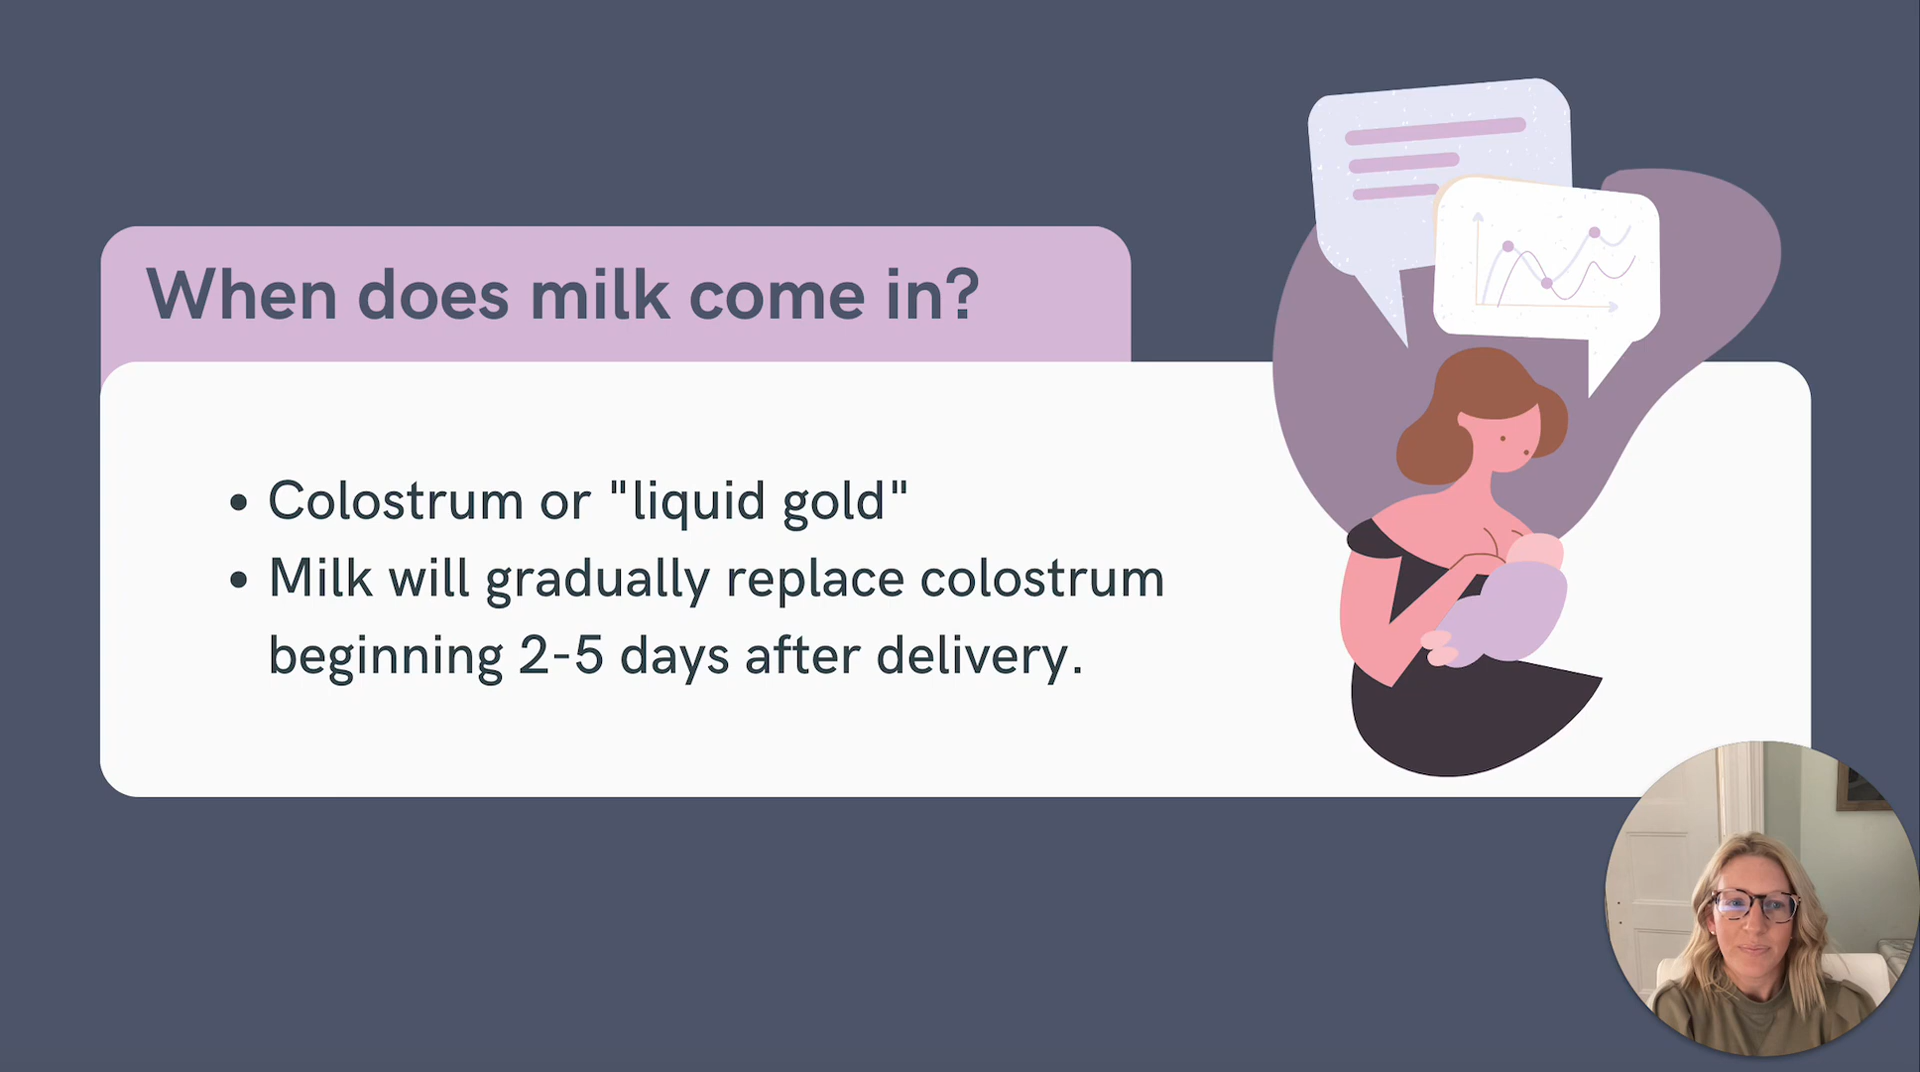 When does milk come in?
• Colostrum or "liquid gold"
• Milk will gradually replace colostrum
beginning 2-5 days after delivery.